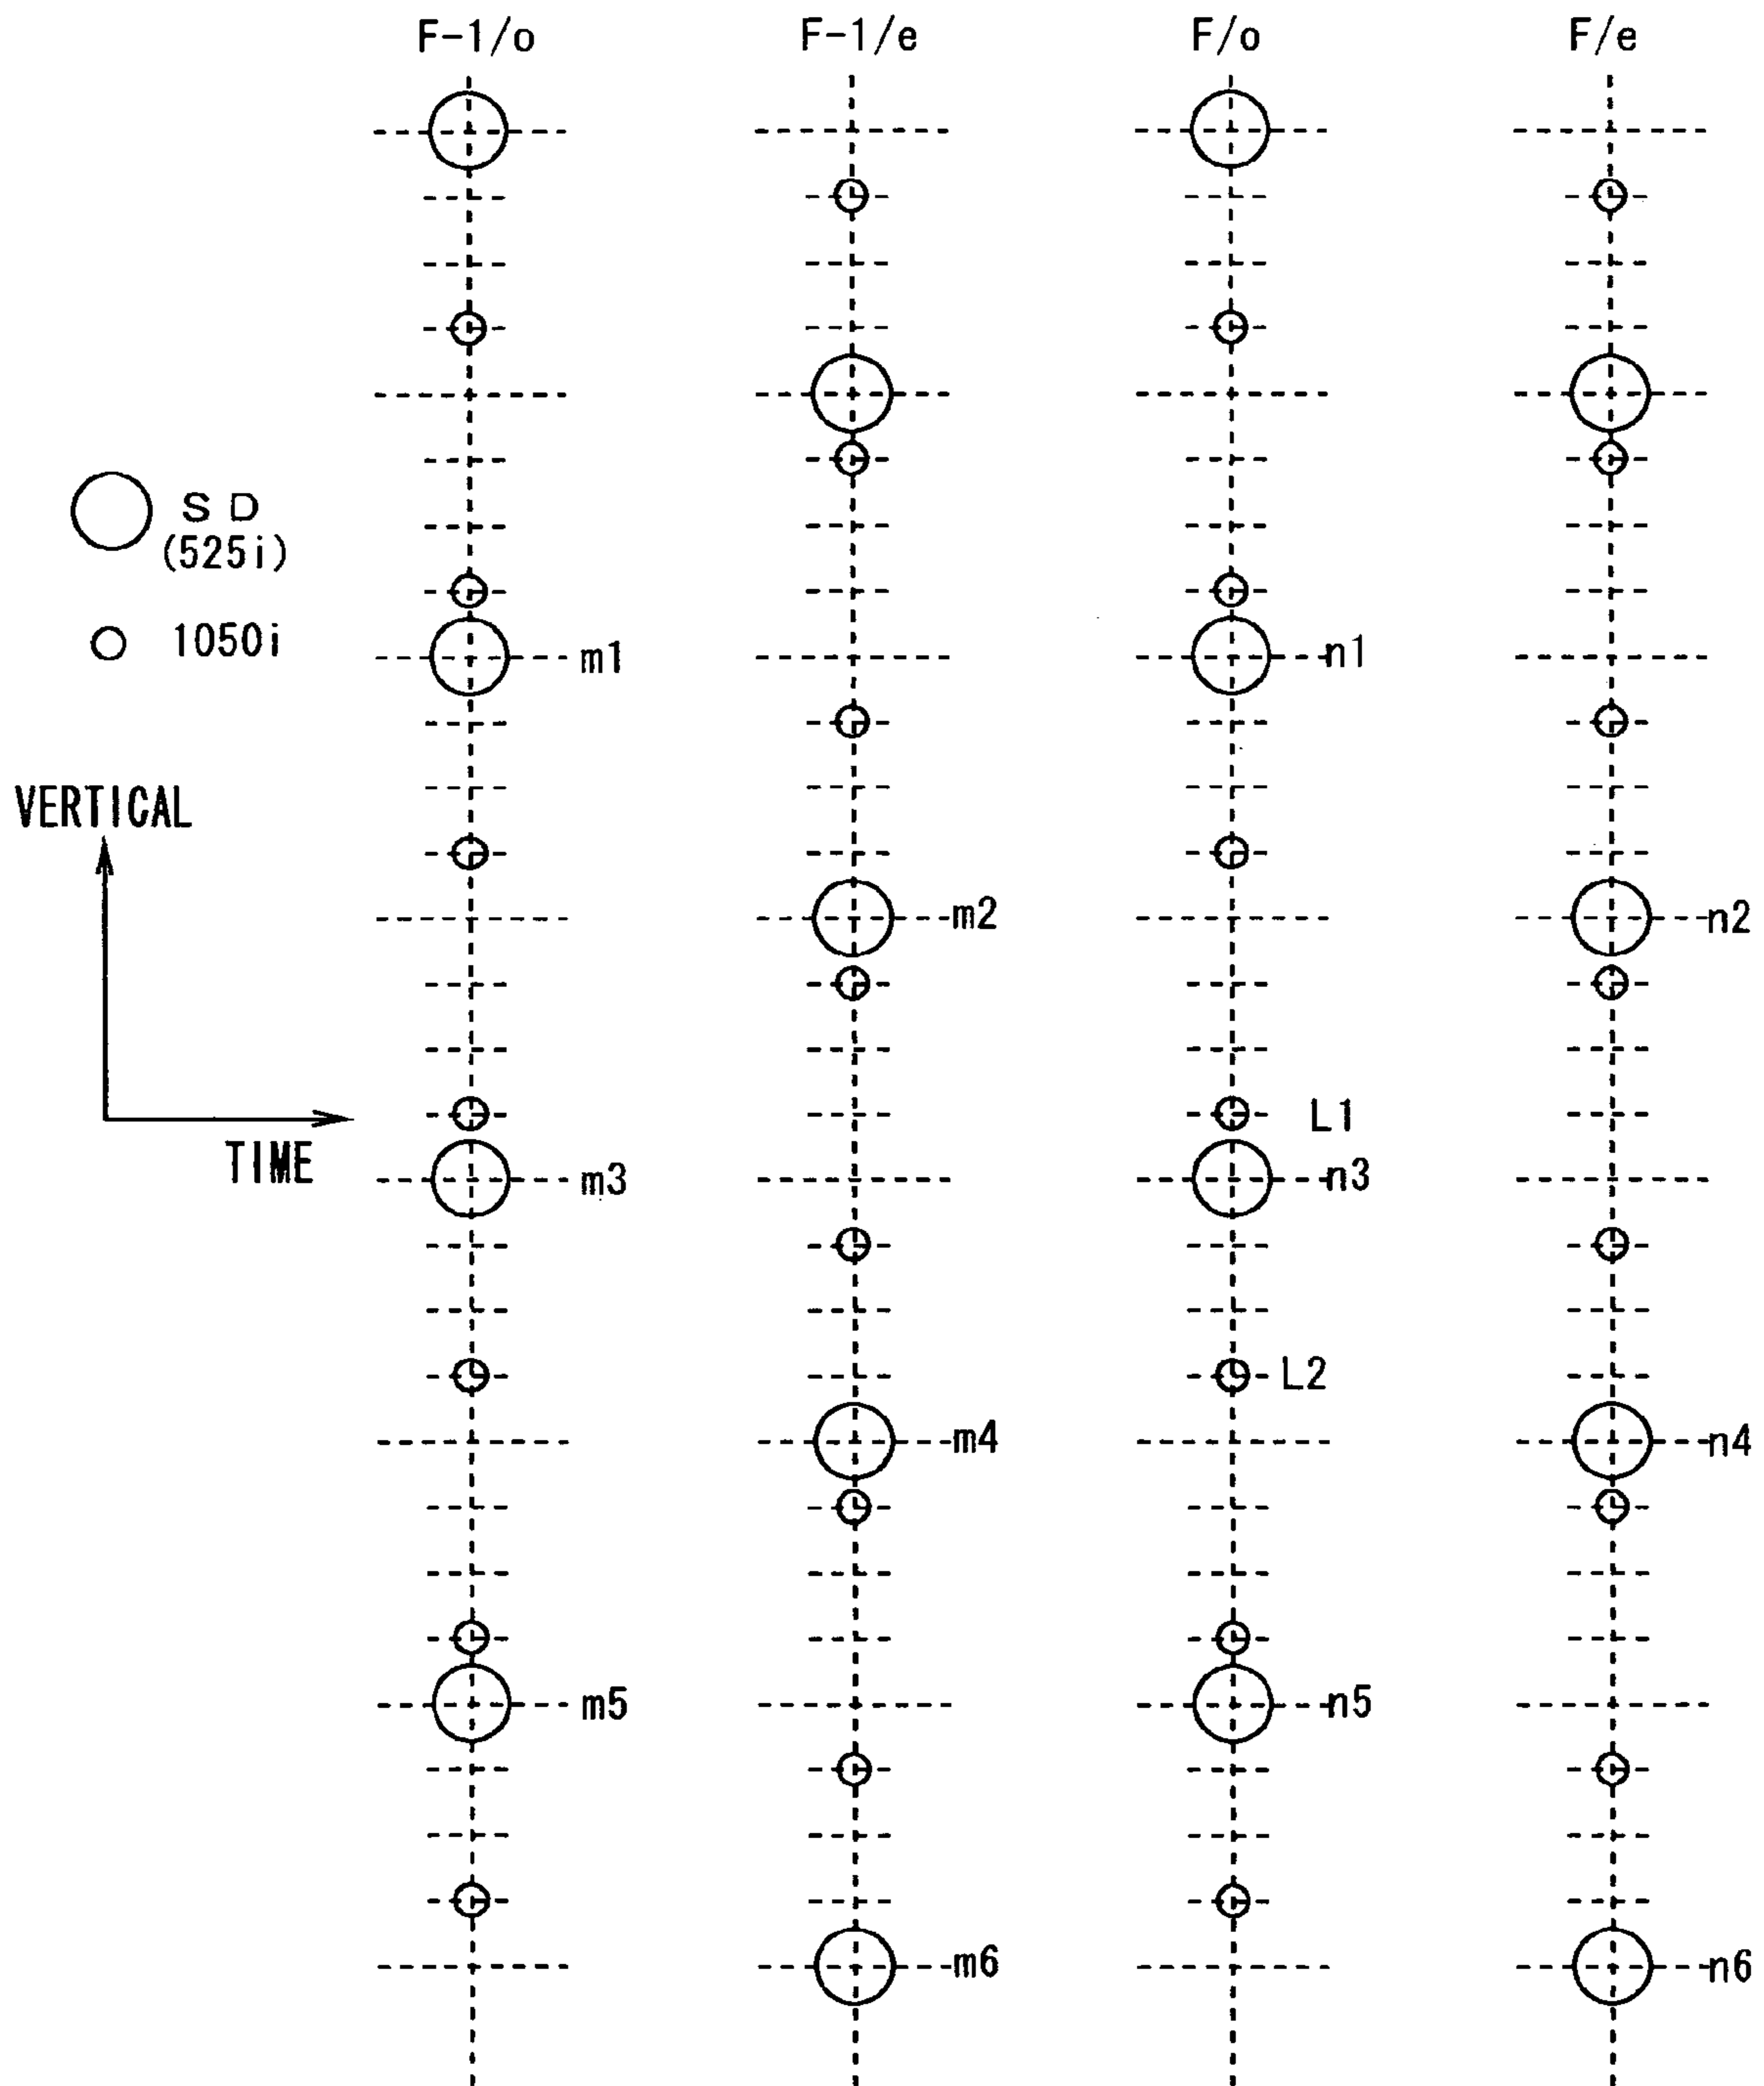 F-1/o F-1/e F/o F/e
SD
(525i)
1050i
m1 n1
VERTICAL
m2 n2
L1
TIME m3 n3
L2
m4 n4
m5 n5
m6 n6